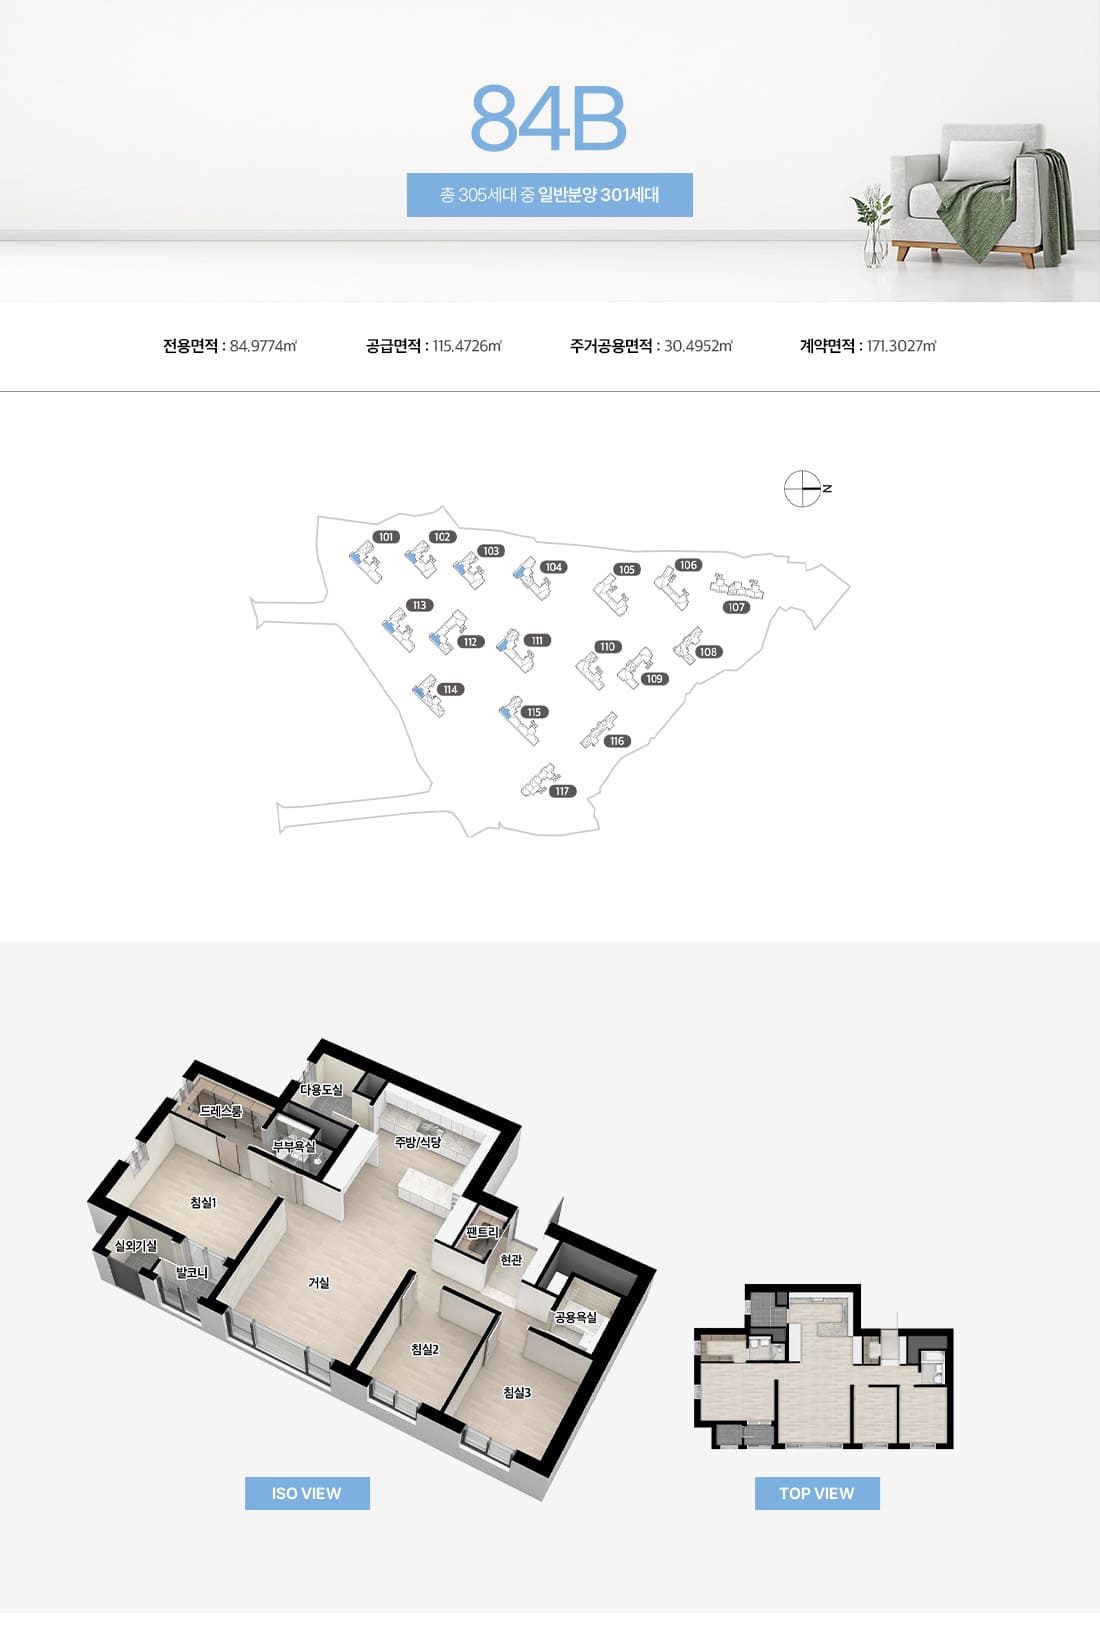 84B
총 305세대 중 일반분양 301세대
전용면적 : 84.9774㎡
공급면적 : 115.4726㎡
주거공용면적 : 30.4952㎡
계약면적 : 171.3027㎡
N
101
102
103
104
105
106
107
113
112
111
110
109
108
114
115
116
117
다용도실
드레스룸
부부욕실
주방/식당
침실1
팬트리
실외기실
발코니
거실
현관
공용욕실
침실2
침실3
ISO VIEW
TOP VIEW